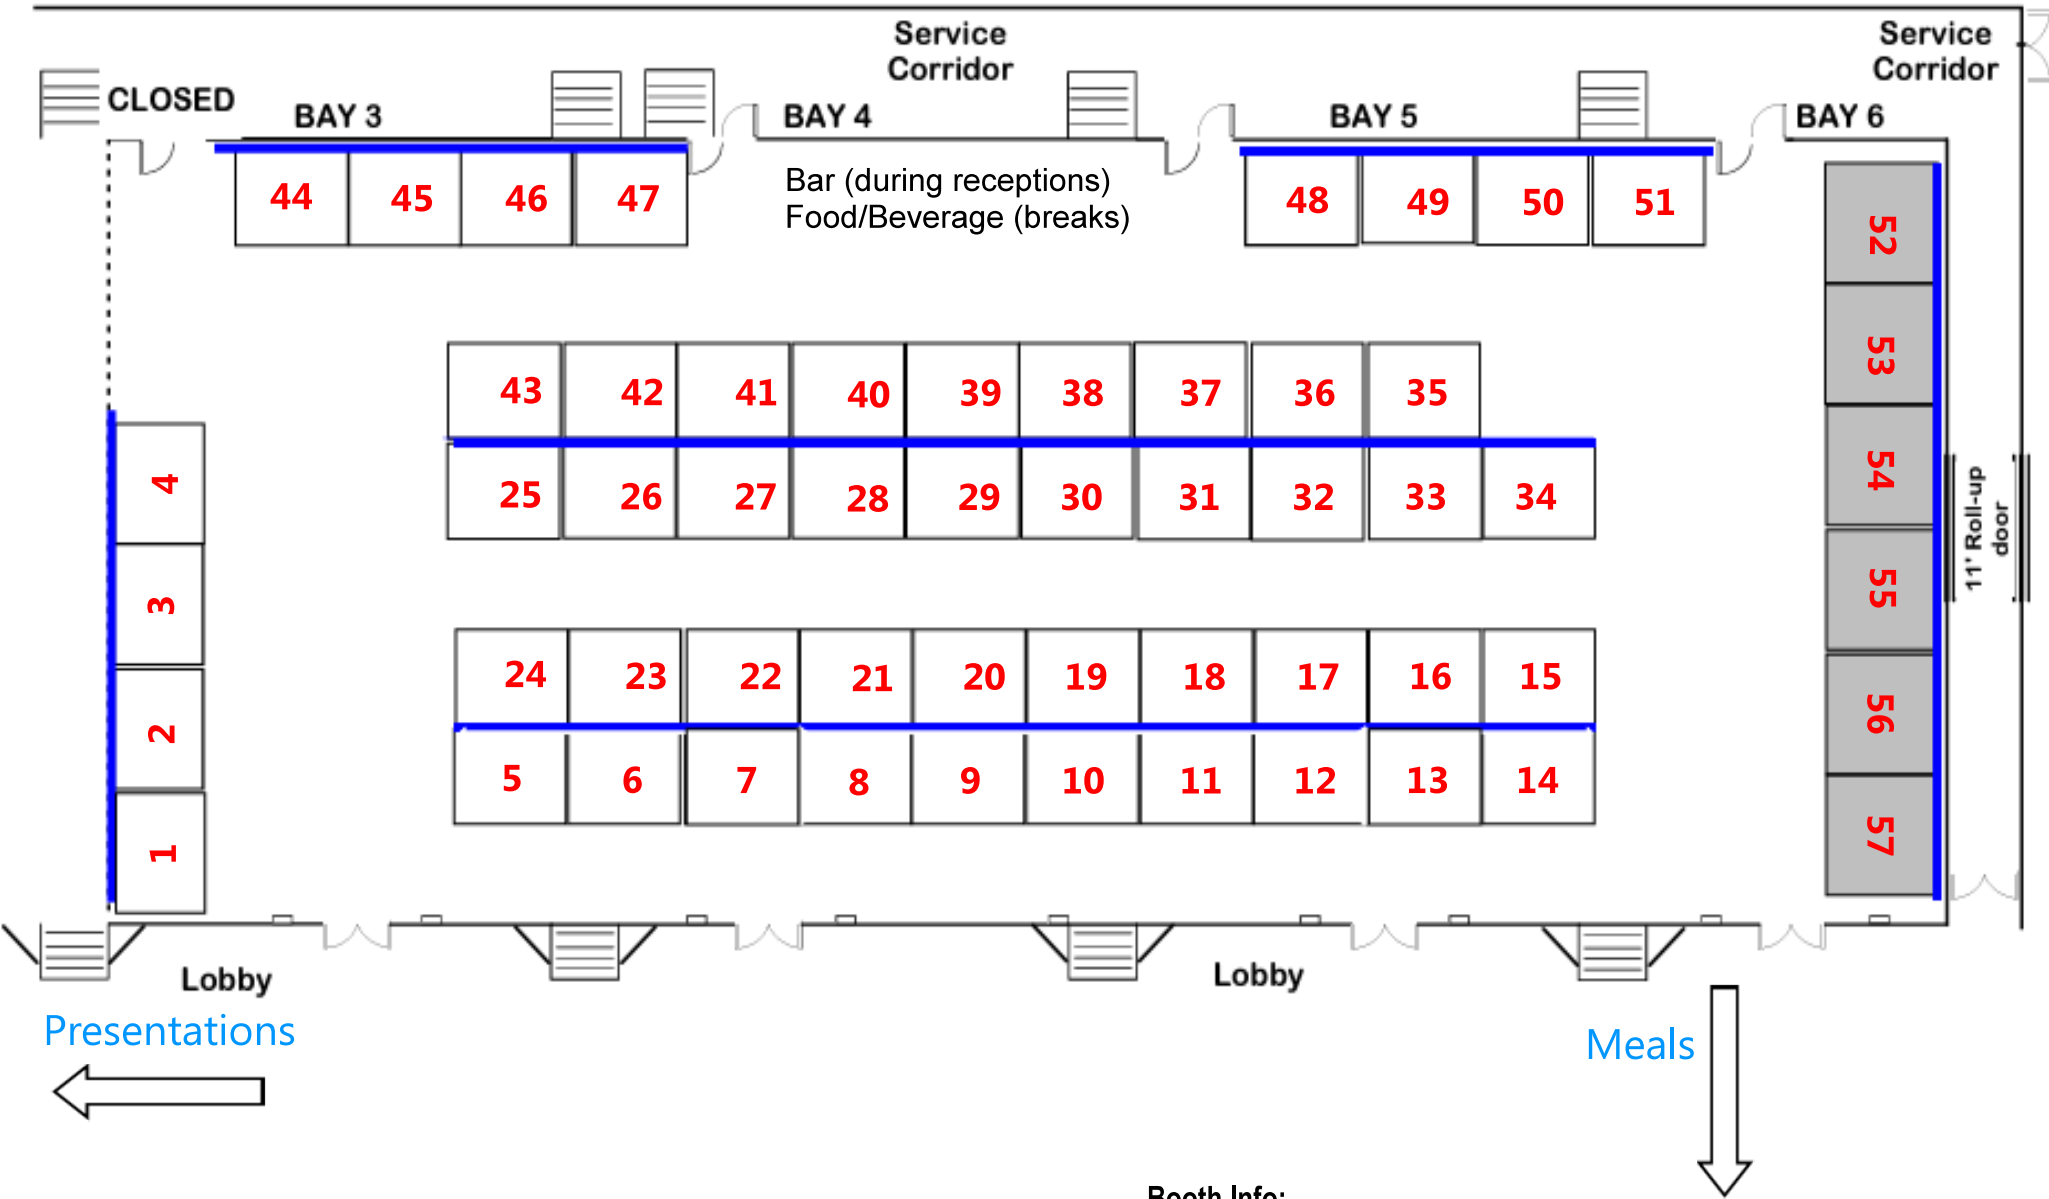 Service
Corridor
Service
Corridor
CLOSED
BAY 3
BAY 4
BAY 5
BAY 6
Bar (during receptions)
Food/Beverage (breaks)
44 45 46 47
48 49 50 51
52
53
54
55
56
57
11' Roll-up
door
43 42 41 40 39 38 37 36 35
25 26 27 28 29 30 31 32 33 34
4
3
2
1
24 23 22 21 20 19 18 17 16 15
5 6 7 8 9 10 11 12 13 14
Lobby
Lobby
Presentations
Meals
Booth Info: